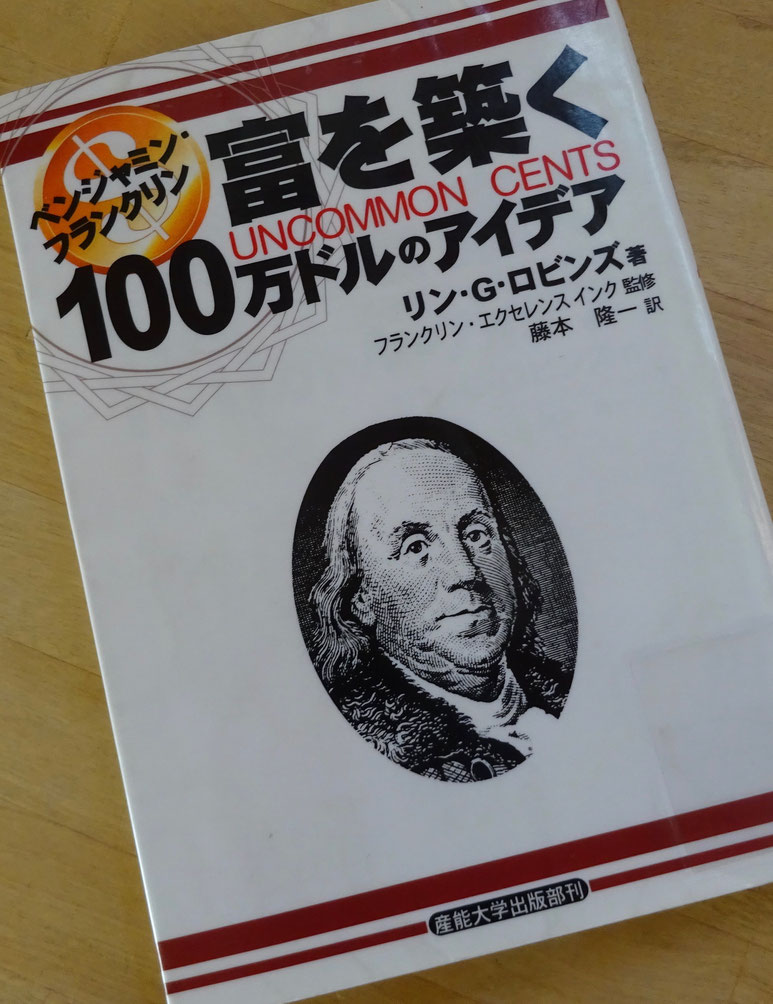 ベンジャミン・
フランクリン
富を築く
UNCOMMON CENTS
100万ドルのアイデア
リン・G・ロビンズ 著
フランクリン・エクセレンス インク 監修
藤本 隆一 訳
産能大学出版部刊